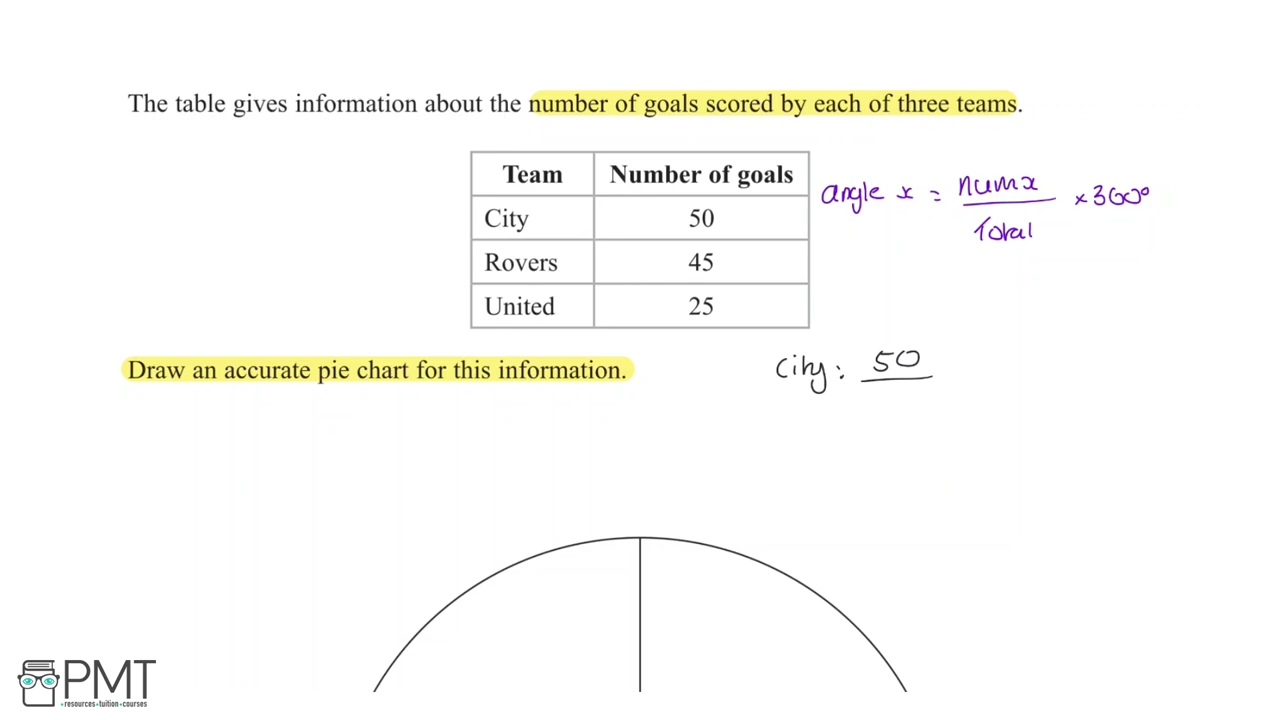 The table gives information about the number of goals scored by each of three teams.
Team Number of goals
City 50
Rovers 45
United 25
angle x = num x / Total × 360°
Draw an accurate pie chart for this information.
City: 50
PMT
•resources•tuition•courses